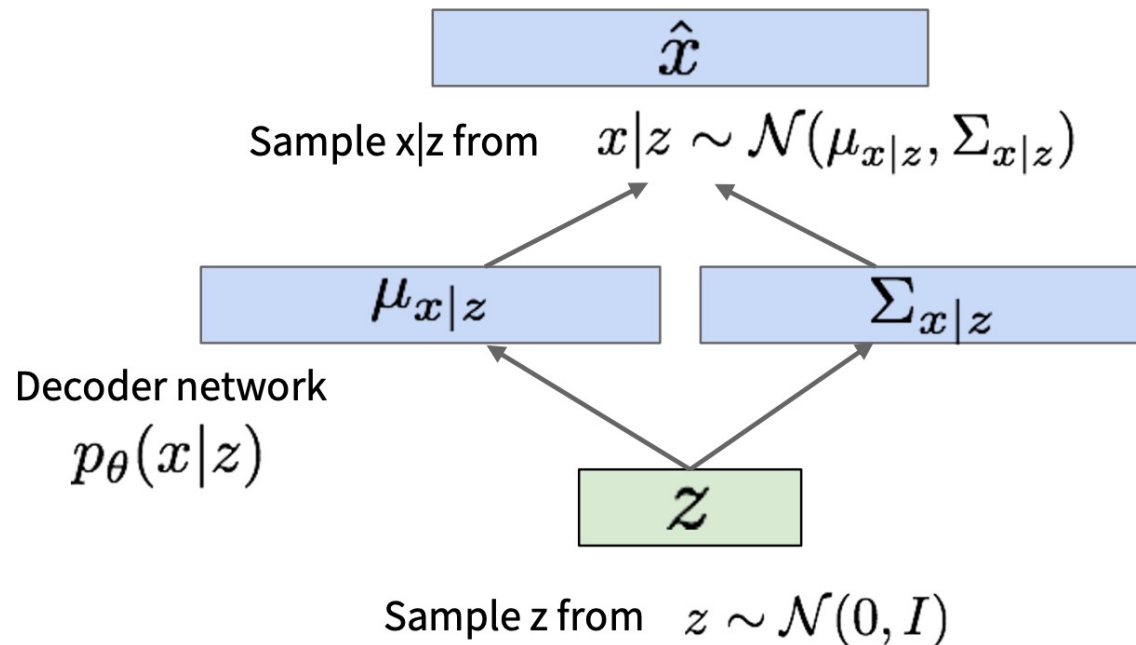 x̂
Sample x|z from x|z ∼ 𝒩(μ_{x|z}, Σ_{x|z})
μ_{x|z} Σ_{x|z}
Decoder network
p_θ(x|z)
z
Sample z from z ∼ 𝒩(0, I)